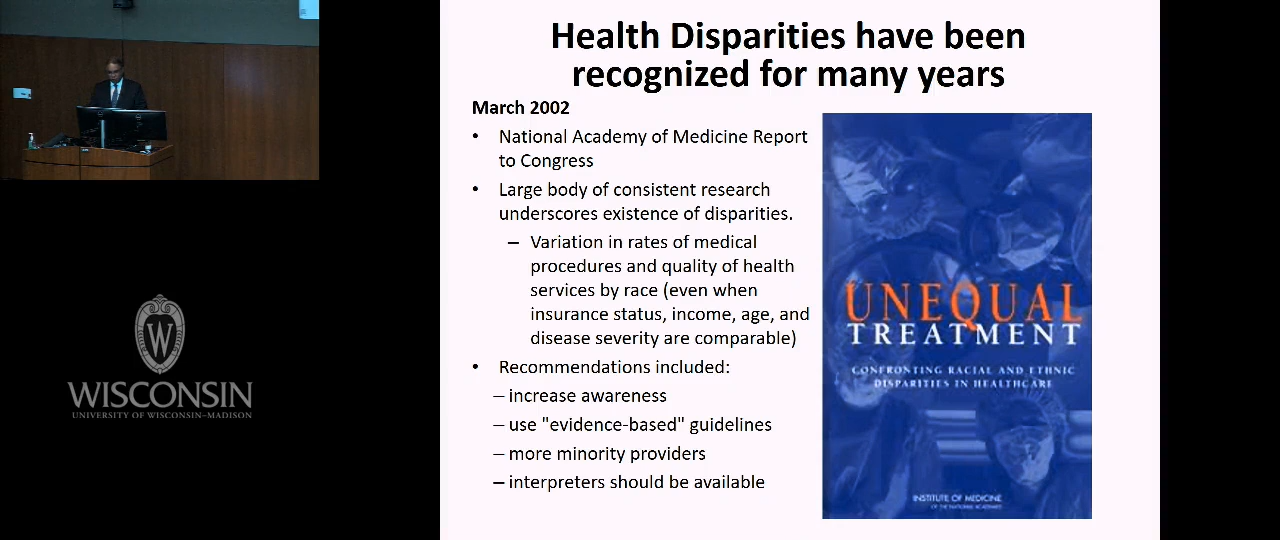 Health Disparities have been
recognized for many years
March 2002
• National Academy of Medicine Report
to Congress
• Large body of consistent research
underscores existence of disparities.
– Variation in rates of medical
procedures and quality of health
services by race (even when
insurance status, income, age, and
disease severity are comparable)
• Recommendations included:
– increase awareness
– use "evidence-based" guidelines
– more minority providers
– interpreters should be available
UNEQUAL
TREATMENT
CONFRONTING RACIAL AND ETHNIC
DISPARITIES IN HEALTHCARE
INSTITUTE OF MEDICINE
OF THE NATIONAL ACADEMIES
W
WISCONSIN
UNIVERSITY OF WISCONSIN–MADISON